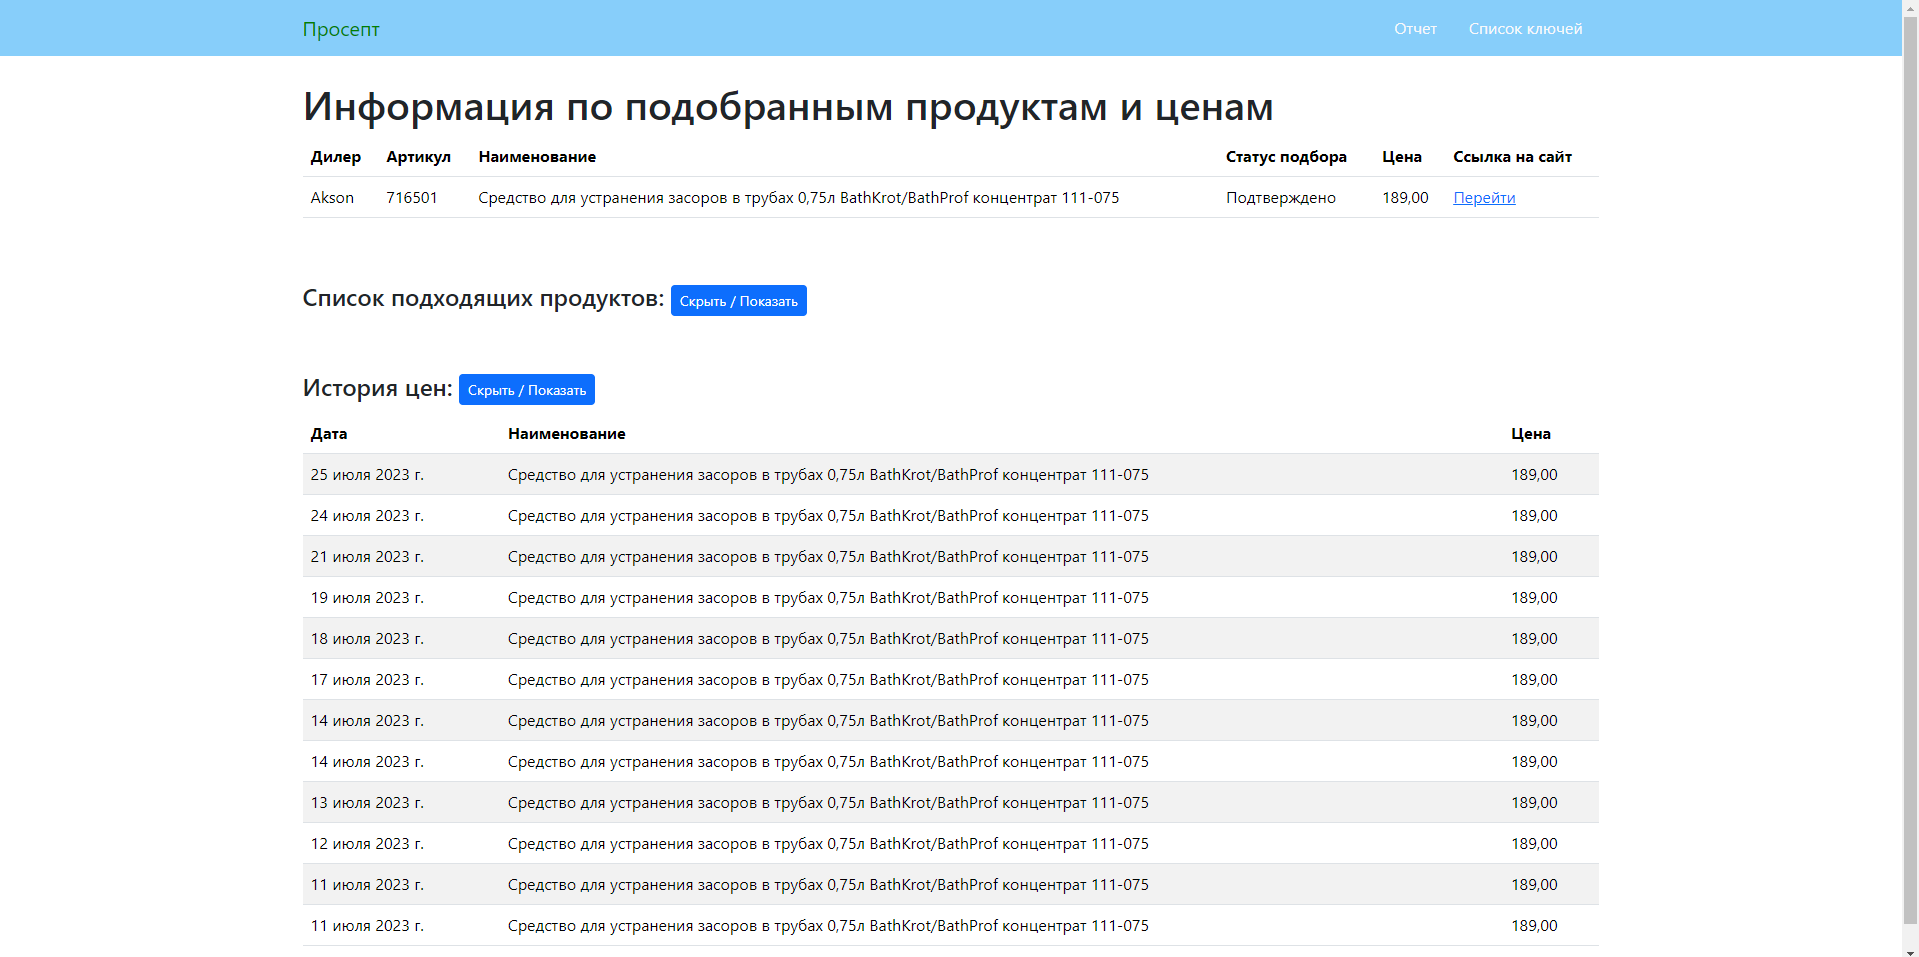 Просепт Отчет Список ключей
Информация по подобранным продуктам и ценам
Дилер Артикул Наименование Статус подбора Цена Ссылка на сайт
Akson 716501 Средство для устранения засоров в трубах 0,75л BathKrot/BathProf концентрат 111-075 Подтверждено 189,00 Перейти
Список подходящих продуктов: Скрыть / Показать
История цен: Скрыть / Показать
Дата Наименование Цена
25 июля 2023 г. Средство для устранения засоров в трубах 0,75л BathKrot/BathProf концентрат 111-075 189,00
24 июля 2023 г. Средство для устранения засоров в трубах 0,75л BathKrot/BathProf концентрат 111-075 189,00
21 июля 2023 г. Средство для устранения засоров в трубах 0,75л BathKrot/BathProf концентрат 111-075 189,00
19 июля 2023 г. Средство для устранения засоров в трубах 0,75л BathKrot/BathProf концентрат 111-075 189,00
18 июля 2023 г. Средство для устранения засоров в трубах 0,75л BathKrot/BathProf концентрат 111-075 189,00
17 июля 2023 г. Средство для устранения засоров в трубах 0,75л BathKrot/BathProf концентрат 111-075 189,00
14 июля 2023 г. Средство для устранения засоров в трубах 0,75л BathKrot/BathProf концентрат 111-075 189,00
14 июля 2023 г. Средство для устранения засоров в трубах 0,75л BathKrot/BathProf концентрат 111-075 189,00
13 июля 2023 г. Средство для устранения засоров в трубах 0,75л BathKrot/BathProf концентрат 111-075 189,00
12 июля 2023 г. Средство для устранения засоров в трубах 0,75л BathKrot/BathProf концентрат 111-075 189,00
11 июля 2023 г. Средство для устранения засоров в трубах 0,75л BathKrot/BathProf концентрат 111-075 189,00
11 июля 2023 г. Средство для устранения засоров в трубах 0,75л BathKrot/BathProf концентрат 111-075 189,00